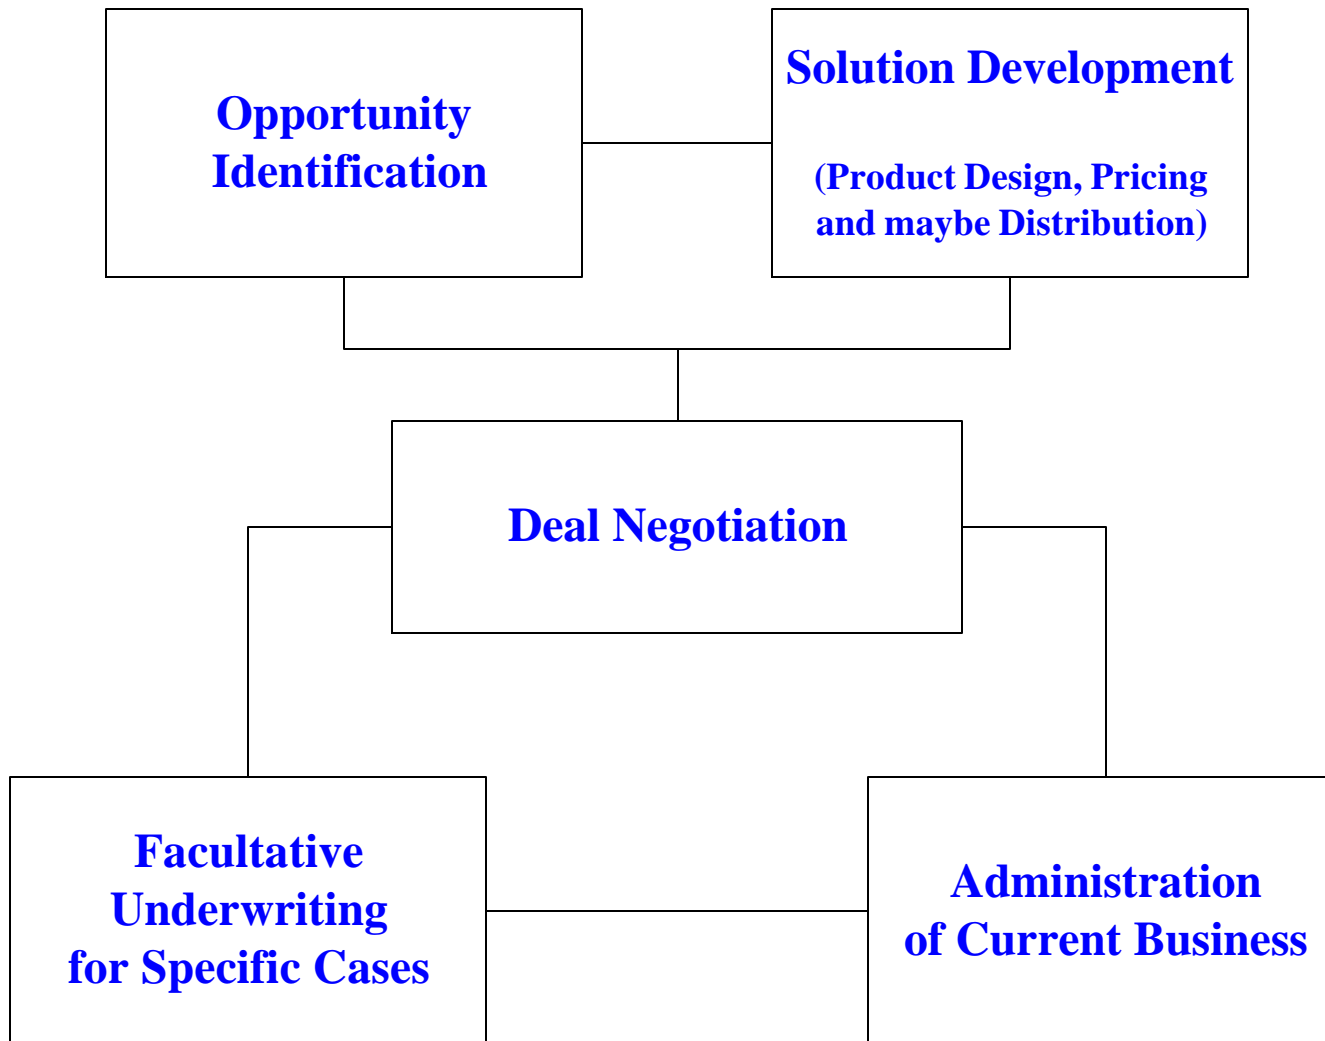 Opportunity
Identification
Solution Development
(Product Design, Pricing
and maybe Distribution)
Deal Negotiation
Facultative
Underwriting
for Specific Cases
Administration
of Current Business